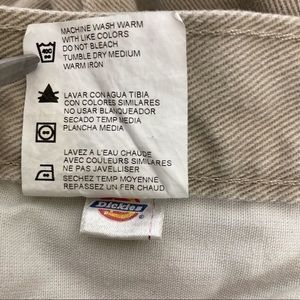 MACHINE WASH WARM
WITH LIKE COLORS
DO NOT BLEACH
TUMBLE DRY MEDIUM
WARM IRON
LAVAR CON AGUA TIBIA
CON COLORES SIMILARES
NO USAR BLANQUEADOR
SECADO TEMP MEDIA
PLANCHA MEDIA
LAVEZ A L'EAU CHAUDE
AVEC COULEURS SIMILAIRES
NE PAS JAVELLISER
SECHEZ TEMP MOYENNE
REPASSEZ UN FER CHAUD
Dickies